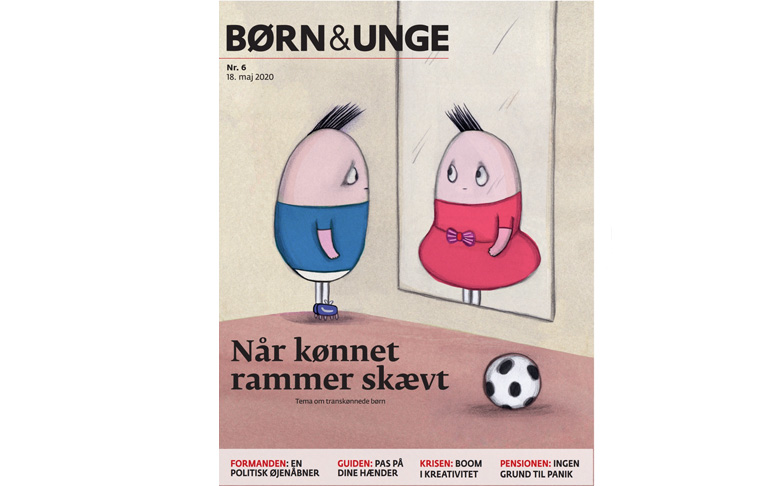 BØRN&UNGE
Nr. 6
18. maj 2020
Når kønnet
rammer skævt
Tema om transkønnede børn
FORMANDEN: EN
POLITISK ØJENÅBNER
GUIDEN: PAS PÅ
DINE HÆNDER
KRISEN: BOOM
I KREATIVITET
PENSIONEN: INGEN
GRUND TIL PANIK